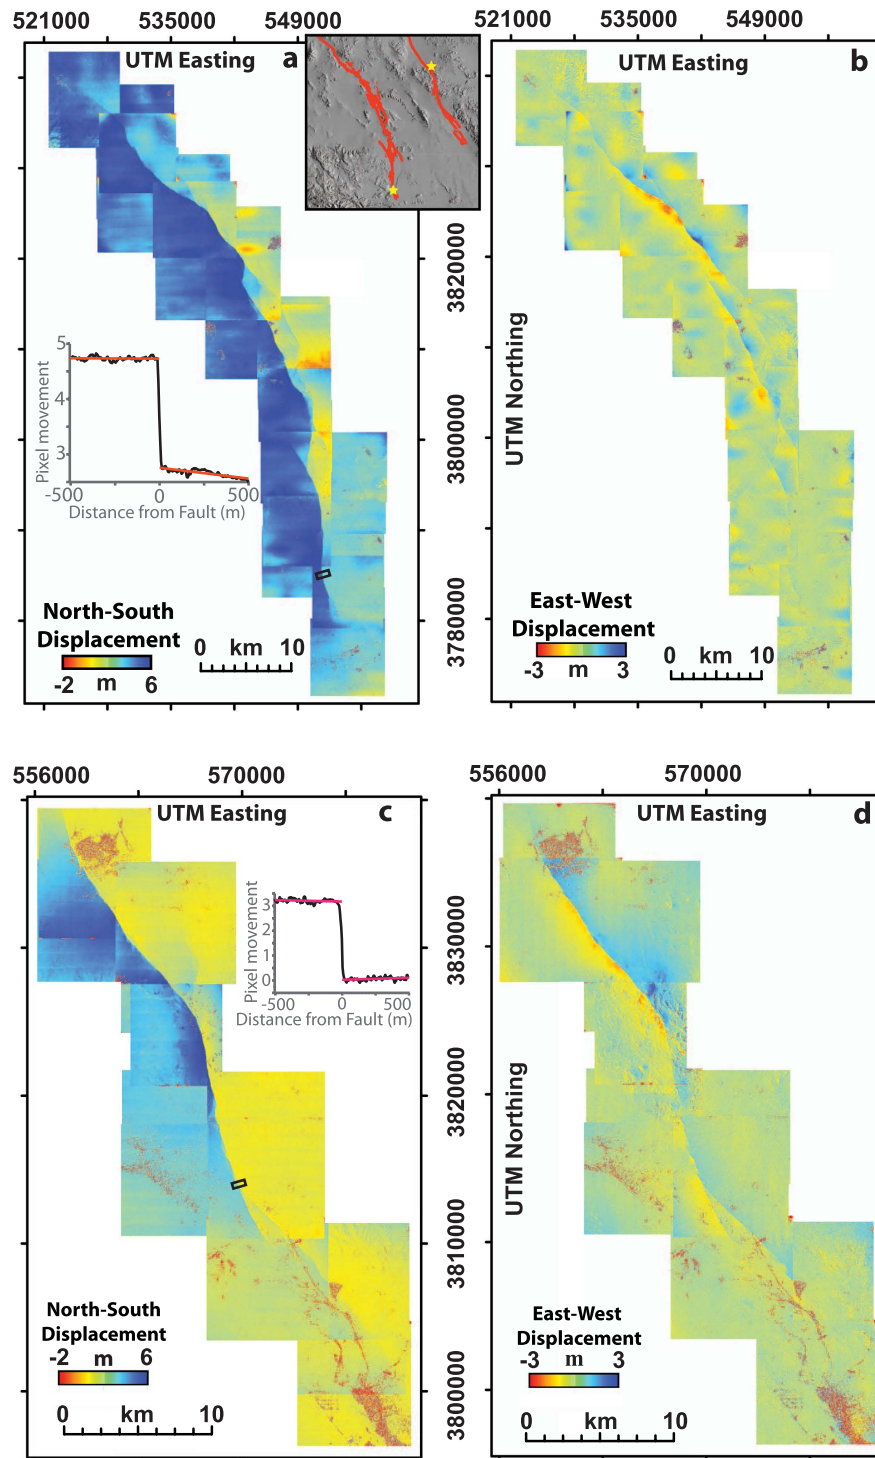 521000 535000 549000
521000 535000 549000
UTM Easting a
UTM Easting b
3820000
3800000
3780000
UTM Northing
5
4
3
Pixel movement
-500 0 500
Distance from Fault (m)
North-South
Displacement
-2 m 6
0 km 10
East-West
Displacement
-3 m 3
0 km 10
556000 570000
556000 570000
UTM Easting c
UTM Easting d
3
2
1
0
Pixel movement
-500 0 500
Distance from Fault (m)
3830000
3820000
3810000
3800000
UTM Northing
North-South
Displacement
-2 m 6
0 km 10
East-West
Displacement
-3 m 3
0 km 10